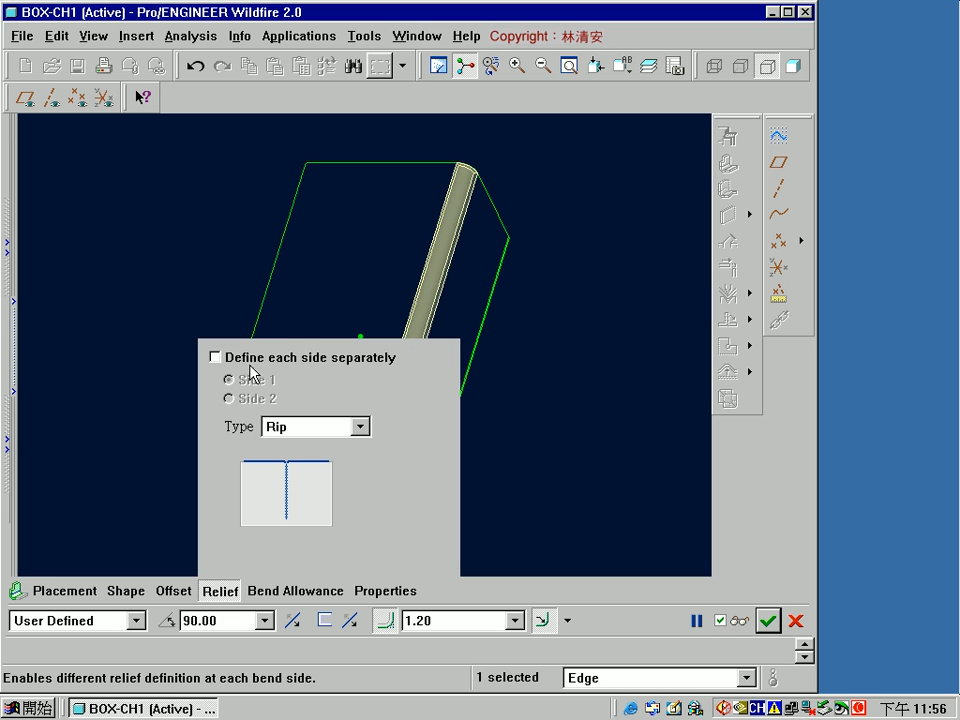 BOX-CH1 (Active) - Pro/ENGINEER Wildfire 2.0
File Edit View Insert Analysis Info Applications Tools Window Help Copyright：林清安
Define each side separately
Side 1
Side 2
Type Rip
Placement Shape Offset Relief Bend Allowance Properties
User Defined 90.00 1.20
Enables different relief definition at each bend side. 1 selected Edge
開始 BOX-CH1 (Active) - ... CH 下午 11:56